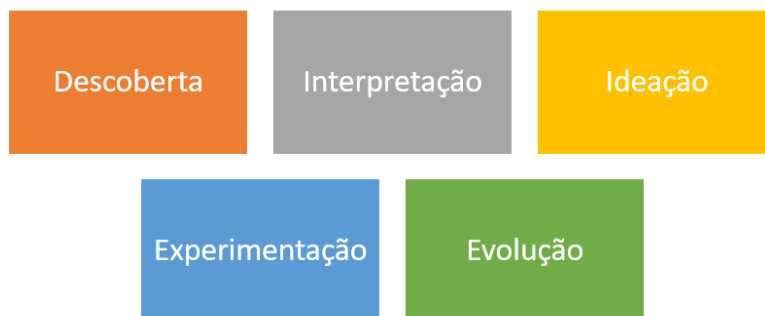 Descoberta
Interpretação
Ideação
Experimentação
Evolução